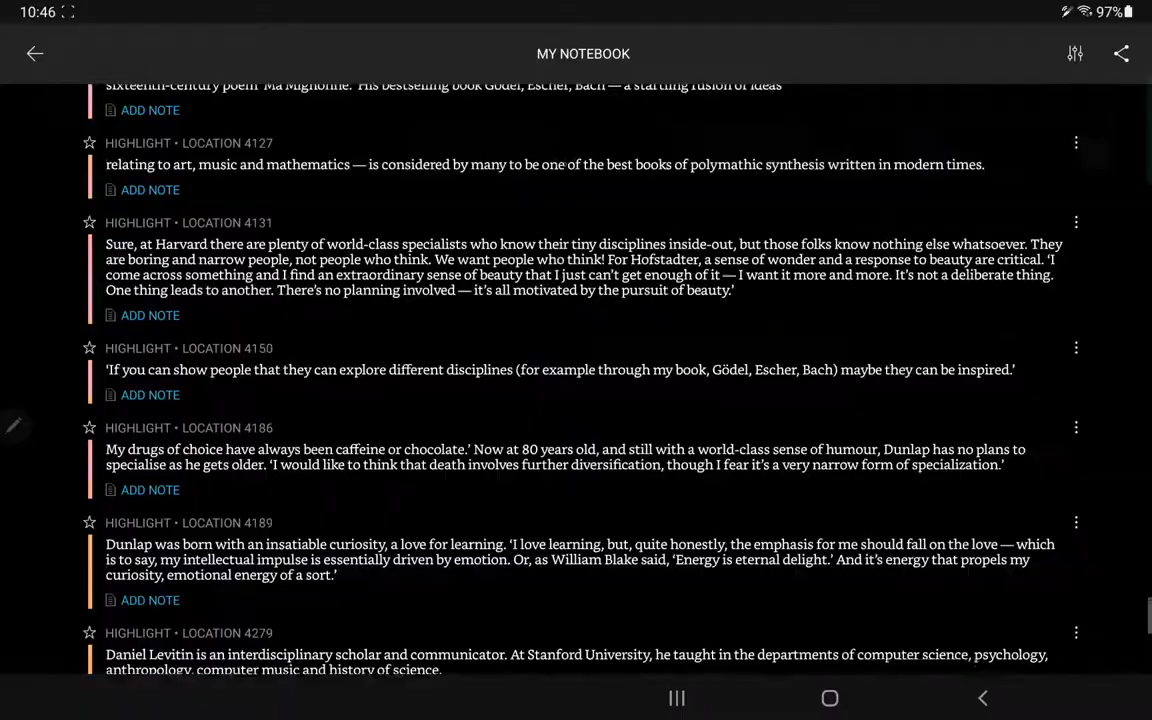 10:46
97%
MY NOTEBOOK
sixteenth-century poem 'Ma Mignonne.' His bestselling book Gödel, Escher, Bach — a startling fusion of ideas
ADD NOTE
HIGHLIGHT • LOCATION 4127
relating to art, music and mathematics — is considered by many to be one of the best books of polymathic synthesis written in modern times.
ADD NOTE
HIGHLIGHT • LOCATION 4131
Sure, at Harvard there are plenty of world-class specialists who know their tiny disciplines inside-out, but those folks know nothing else whatsoever. They
are boring and narrow people, not people who think. We want people who think! For Hofstadter, a sense of wonder and a response to beauty are critical. 'I
come across something and I find an extraordinary sense of beauty that I just can't get enough of it — I want it more and more. It's not a deliberate thing.
One thing leads to another. There's no planning involved — it's all motivated by the pursuit of beauty.'
ADD NOTE
HIGHLIGHT • LOCATION 4150
'If you can show people that they can explore different disciplines (for example through my book, Gödel, Escher, Bach) maybe they can be inspired.'
ADD NOTE
HIGHLIGHT • LOCATION 4186
My drugs of choice have always been caffeine or chocolate.' Now at 80 years old, and still with a world-class sense of humour, Dunlap has no plans to
specialise as he gets older. 'I would like to think that death involves further diversification, though I fear it's a very narrow form of specialization.'
ADD NOTE
HIGHLIGHT • LOCATION 4189
Dunlap was born with an insatiable curiosity, a love for learning. 'I love learning, but, quite honestly, the emphasis for me should fall on the love — which
is to say, my intellectual impulse is essentially driven by emotion. Or, as William Blake said, 'Energy is eternal delight.' And it's energy that propels my
curiosity, emotional energy of a sort.'
ADD NOTE
HIGHLIGHT • LOCATION 4279
Daniel Levitin is an interdisciplinary scholar and communicator. At Stanford University, he taught in the departments of computer science, psychology,
anthropology, computer music and history of science.